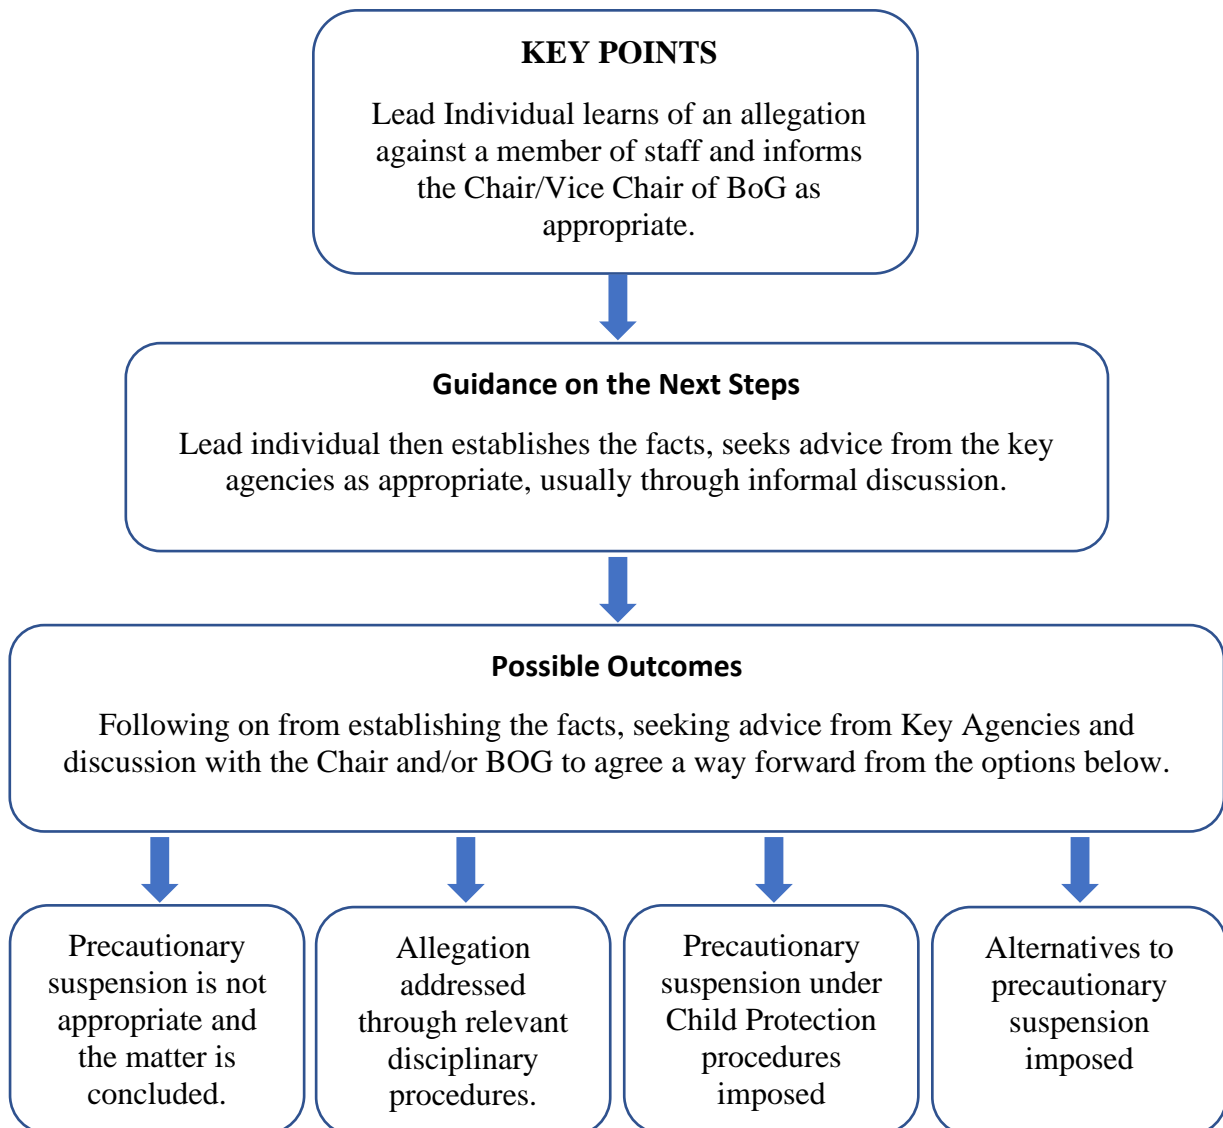 KEY POINTS
Lead Individual learns of an allegation
against a member of staff and informs
the Chair/Vice Chair of BoG as
appropriate.
Guidance on the Next Steps
Lead individual then establishes the facts, seeks advice from the key
agencies as appropriate, usually through informal discussion.
Possible Outcomes
Following on from establishing the facts, seeking advice from Key Agencies and
discussion with the Chair and/or BOG to agree a way forward from the options below.
Precautionary
suspension is not
appropriate and
the matter is
concluded.
Allegation
addressed
through relevant
disciplinary
procedures.
Precautionary
suspension under
Child Protection
procedures
imposed
Alternatives to
precautionary
suspension
imposed